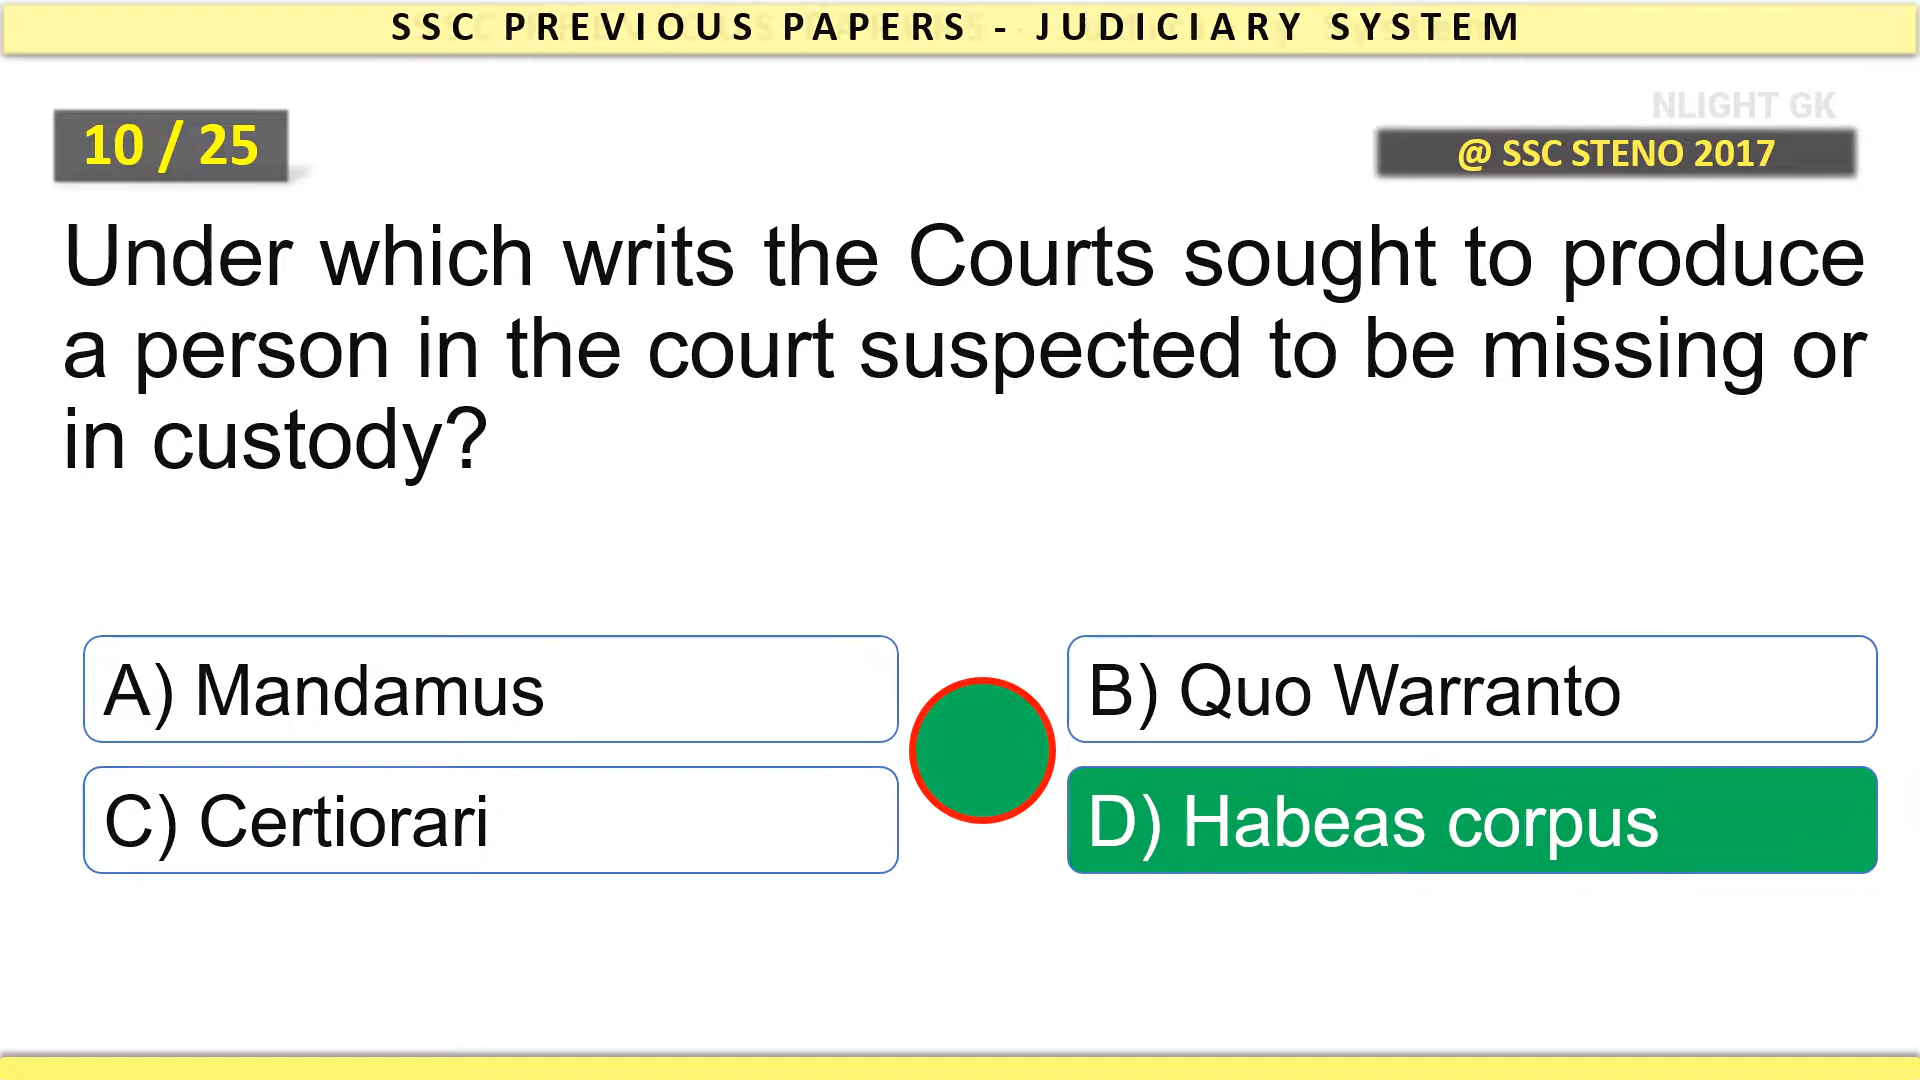 SSC PREVIOUS PAPERS - JUDICIARY SYSTEM
NLIGHT GK
10 / 25
@ SSC STENO 2017
Under which writs the Courts sought to produce
a person in the court suspected to be missing or
in custody?
A) Mandamus
B) Quo Warranto
C) Certiorari
D) Habeas corpus